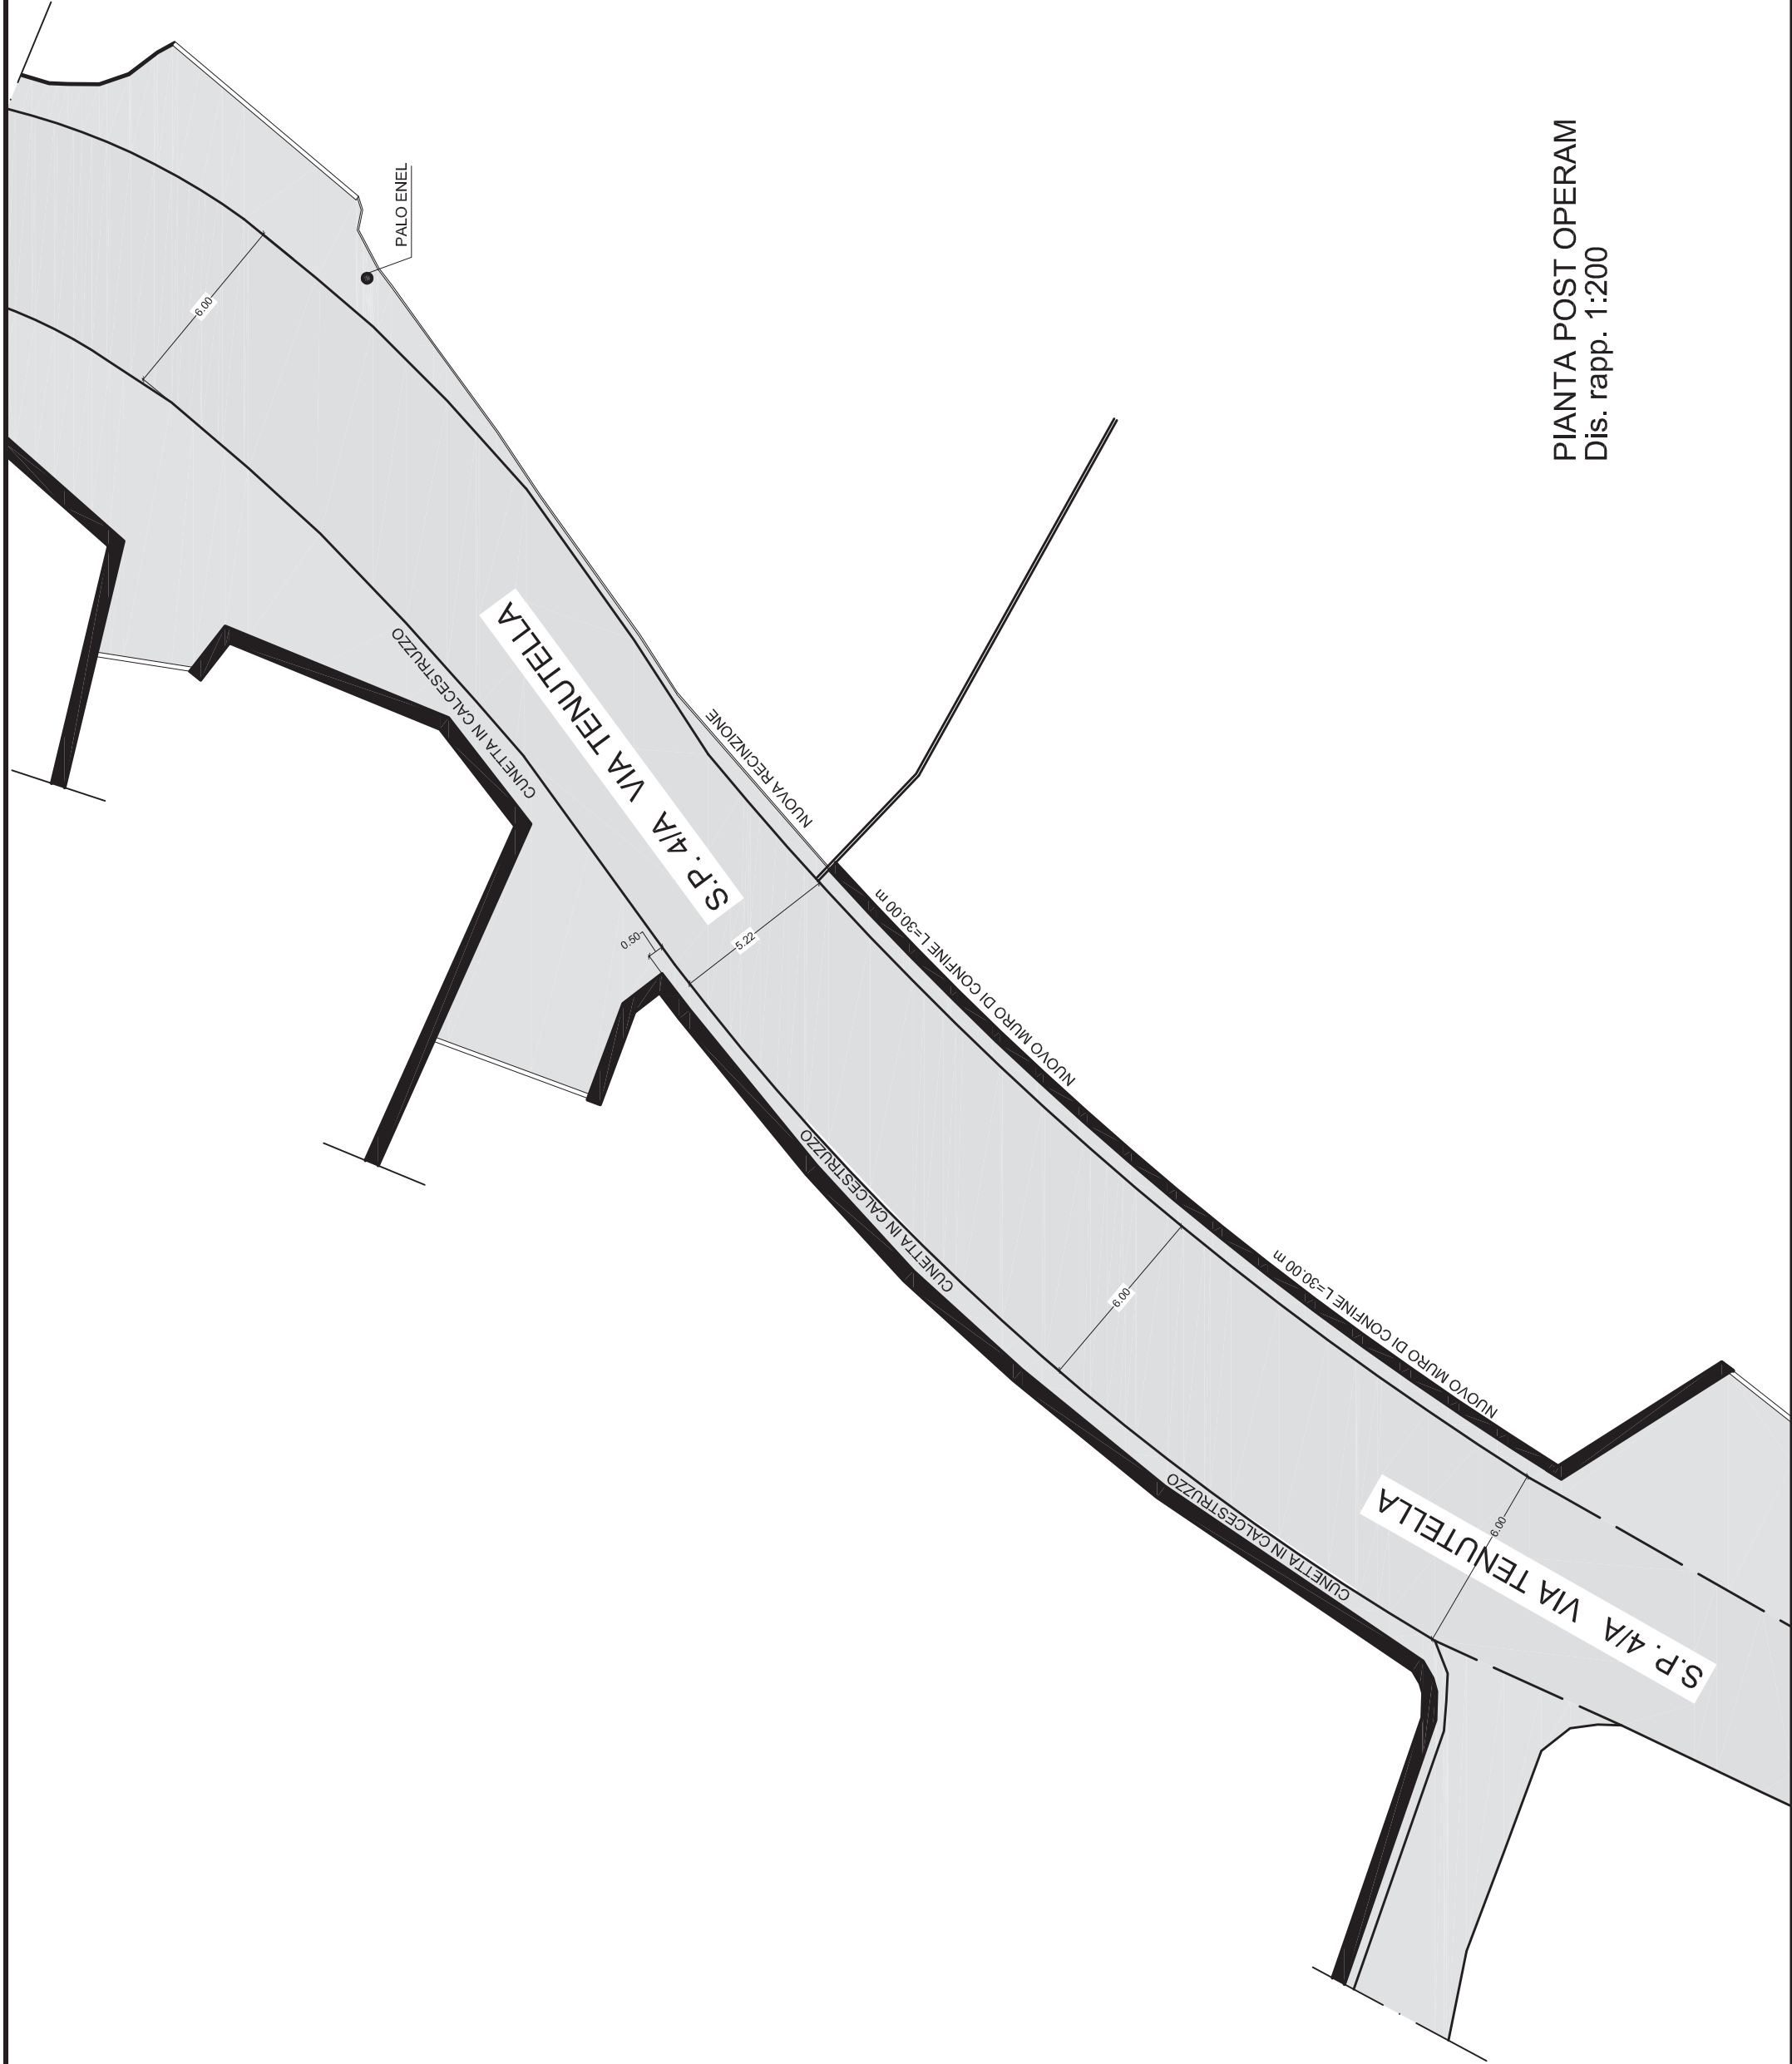 PALO ENEL
6.00
CUNETTA IN CALCESTRUZZO
S.P. 4/A VIA TENUTELLA
NUOVA RECINZIONE
0.50
5.22
NUOVO MURO DI CONFINE L=30.00 m
CUNETTA IN CALCESTRUZZO
6.00
NUOVO MURO DI CONFINE L=30.00 m
CUNETTA IN CALCESTRUZZO
6.00
S.P. 4/A VIA TENUTELLA
PIANTA POST OPERAM
Dis. rapp. 1:200